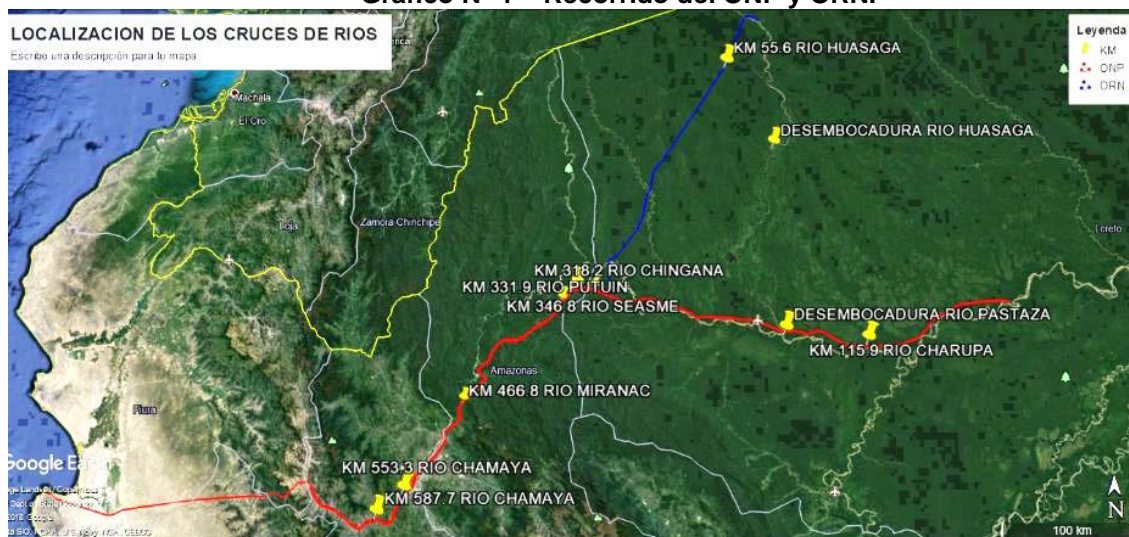 LOCALIZACION DE LOS CRUCES DE RIOS
Escribe una descripción para tu mapa
Leyenda
KM
ONP
ORN
KM 55.6 RIO HUASAGA
Machala
El Oro
DESEMBOCADURA RIO HUASAGA
Loja
Zamora Chinchipe
Loreto
KM 318.2 RIO CHINGANA
KM 331.9 RIO PUTUIN
KM 346.8 RIO SEASME
DESEMBOCADURA RIO PASTAZA
KM 115.9 RIO CHARUPA
Amazonas
KM 466.8 RIO MIRANAC
Piura
KM 553.3 RIO CHAMAYA
KM 587.7 RIO CHAMAYA
Google
N
100 km